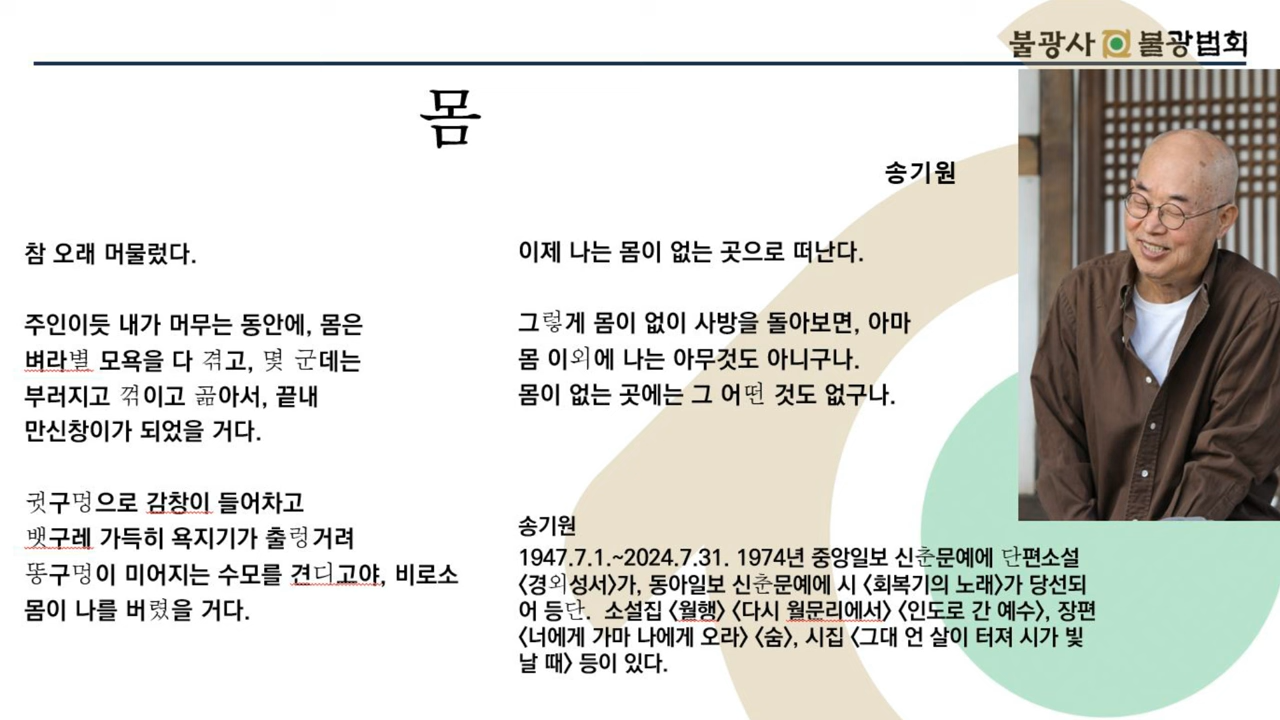 불광사 불광법회
몸
송기원
참 오래 머물렀다.
주인이듯 내가 머무는 동안에, 몸은
벼라別 모욕을 다 겪고, 몇 군데는
부러지고 꺾이고 곪아서, 끝내
만신창이가 되었을 거다.
귓구멍으로 감창이 들어차고
뱃구레 가득히 욕지기가 출렁거려
똥구멍이 미어지는 수모를 견디고야, 비로소
몸이 나를 버렸을 거다.
이제 나는 몸이 없는 곳으로 떠난다.
그렇게 몸이 없이 사방을 돌아보면, 아마
몸 이외에 나는 아무것도 아니구나.
몸이 없는 곳에는 그 어떤 것도 없구나.
송기원
1947.7.1.~2024.7.31. 1974년 중앙일보 신춘문예에 단편소설
〈경외성서〉가, 동아일보 신춘문예에 시 〈회복기의 노래〉가 당선되
어 등단. 소설집 〈월행〉 〈다시 월문리에서〉 〈인도로 간 예수〉, 장편
〈너에게 가마 나에게 오라〉 〈숨〉, 시집 〈그대 언 살이 터져 시가 빛
날 때〉 등이 있다.